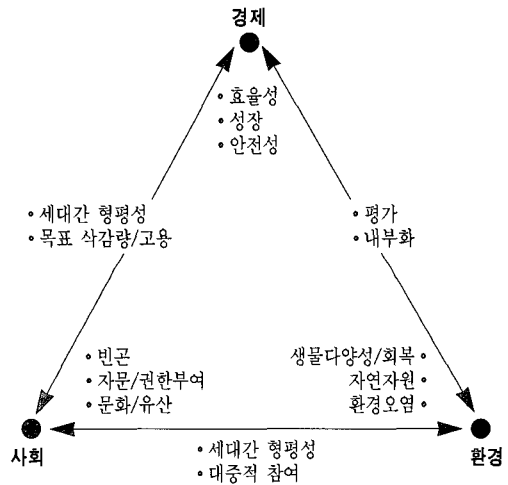 경제
• 효율성
• 성장
• 안전성
• 세대간 형평성
• 목표 삭감량/고용
• 평가
• 내부화
• 빈곤
• 자문/권한부여
• 문화/유산
생물다양성/회복 •
자연자원 •
환경오염 •
사회
환경
• 세대간 형평성
• 대중적 참여